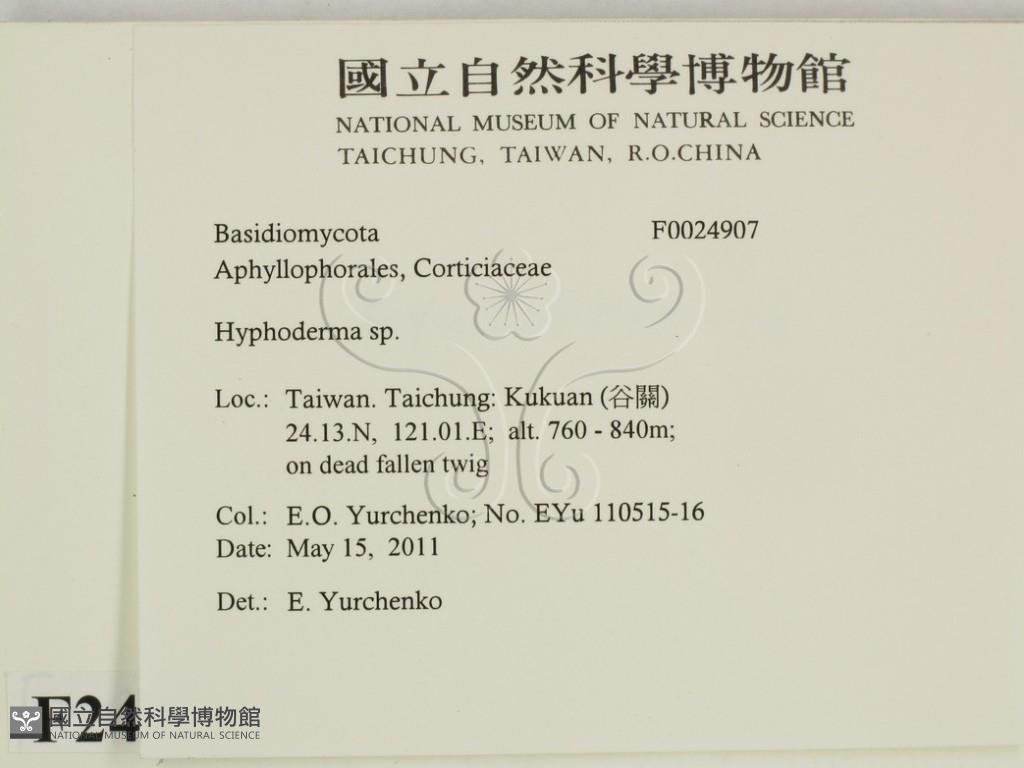 國立自然科學博物館
NATIONAL MUSEUM OF NATURAL SCIENCE
TAICHUNG, TAIWAN, R.O.CHINA
Basidiomycota F0024907
Aphyllophorales, Corticiaceae
Hyphoderma sp.
Loc.: Taiwan. Taichung: Kukuan (谷關)
24.13.N, 121.01.E; alt. 760 - 840m;
on dead fallen twig
Col.: E.O. Yurchenko; No. EYu 110515-16
Date: May 15, 2011
Det.: E. Yurchenko
F24
國立自然科學博物館
NATIONAL MUSEUM OF NATURAL SCIENCE